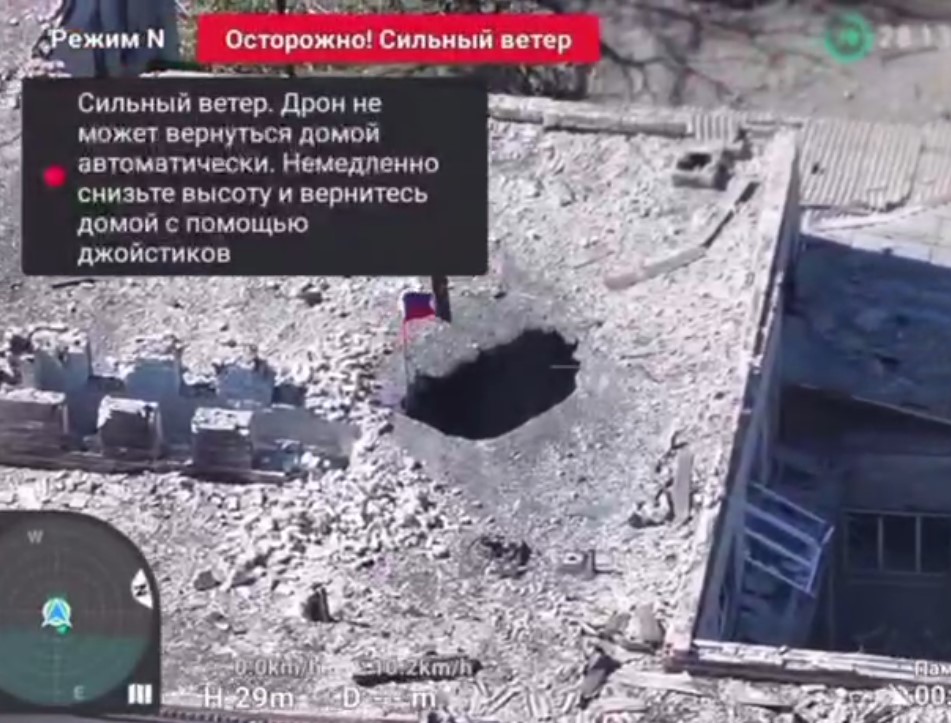 Режим N
Осторожно! Сильный ветер
Сильный ветер. Дрон не
может вернуться домой
автоматически. Немедленно
снизьте высоту и вернитесь
домой с помощью
джойстиков
W
E
0.0km/h 10.2km/h
H 29m D -- m